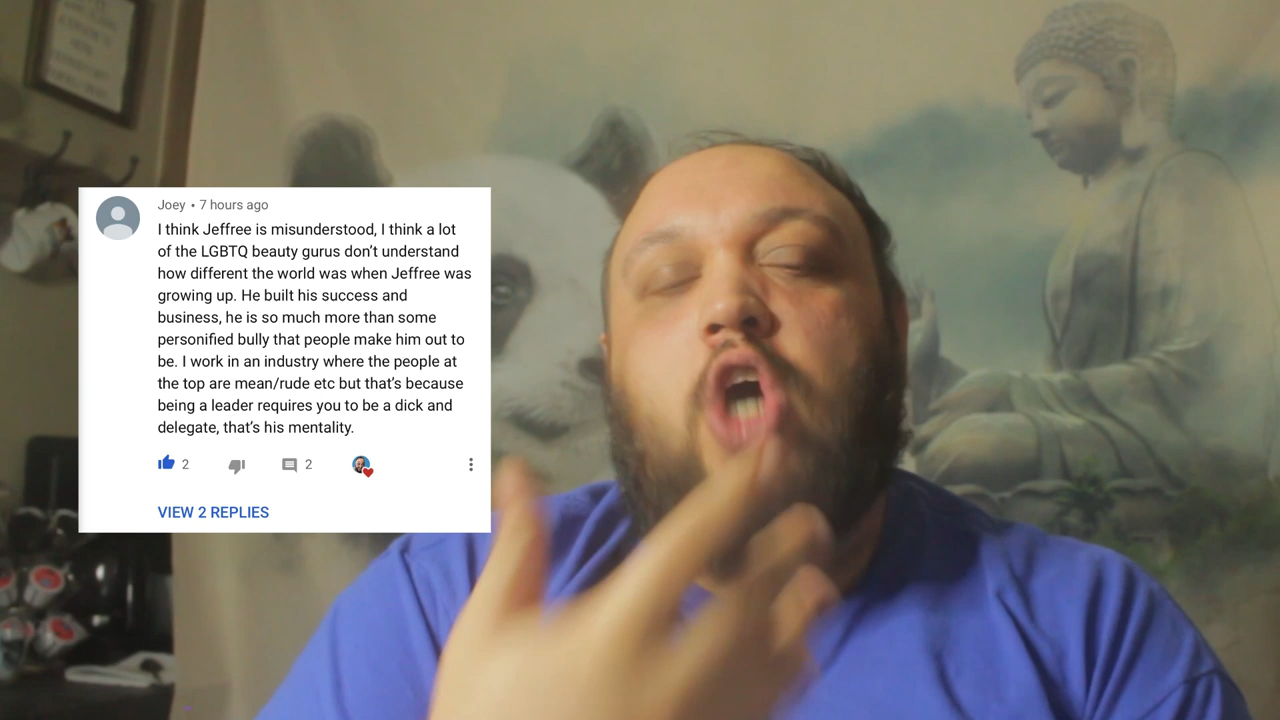 Joey • 7 hours ago
I think Jeffree is misunderstood, I think a lot
of the LGBTQ beauty gurus don’t understand
how different the world was when Jeffree was
growing up. He built his success and
business, he is so much more than some
personified bully that people make him out to
be. I work in an industry where the people at
the top are mean/rude etc but that’s because
being a leader requires you to be a dick and
delegate, that’s his mentality.
2
2
VIEW 2 REPLIES